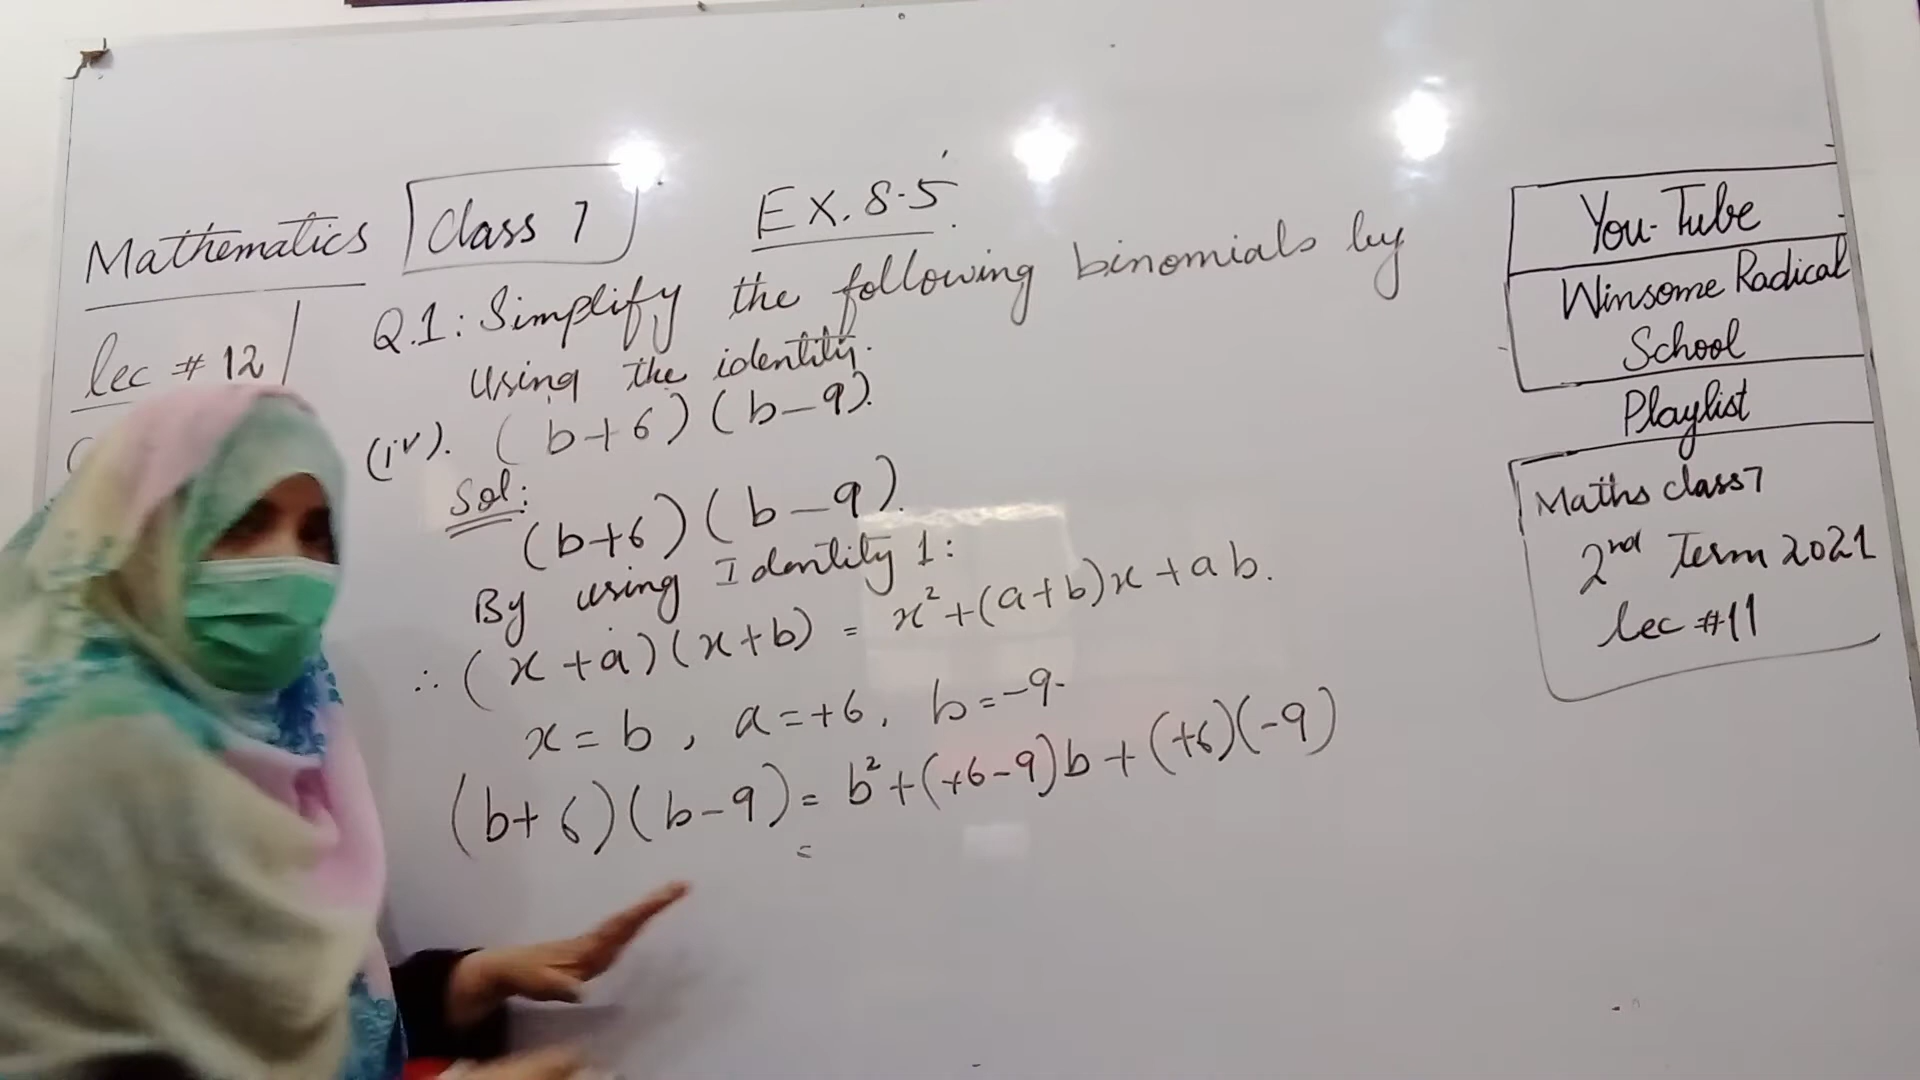 Mathematics
Class 7
EX. 8.5
lec # 12
Q.1: Simplify the following binomials by
using the identity.
(iv). (b+6)(b-9).
Sol:
(b+6)(b-9).
By using Identity 1:
∴ (x+a)(x+b) = x²+(a+b)x+ab.
x=b, a=+6, b=-9.
(b+6)(b-9)= b²+(+6-9)b+(+6)(-9)
=
You-Tube
Winsome Radical
School
Playlist
Maths class7
2nd Term 2021
lec #11